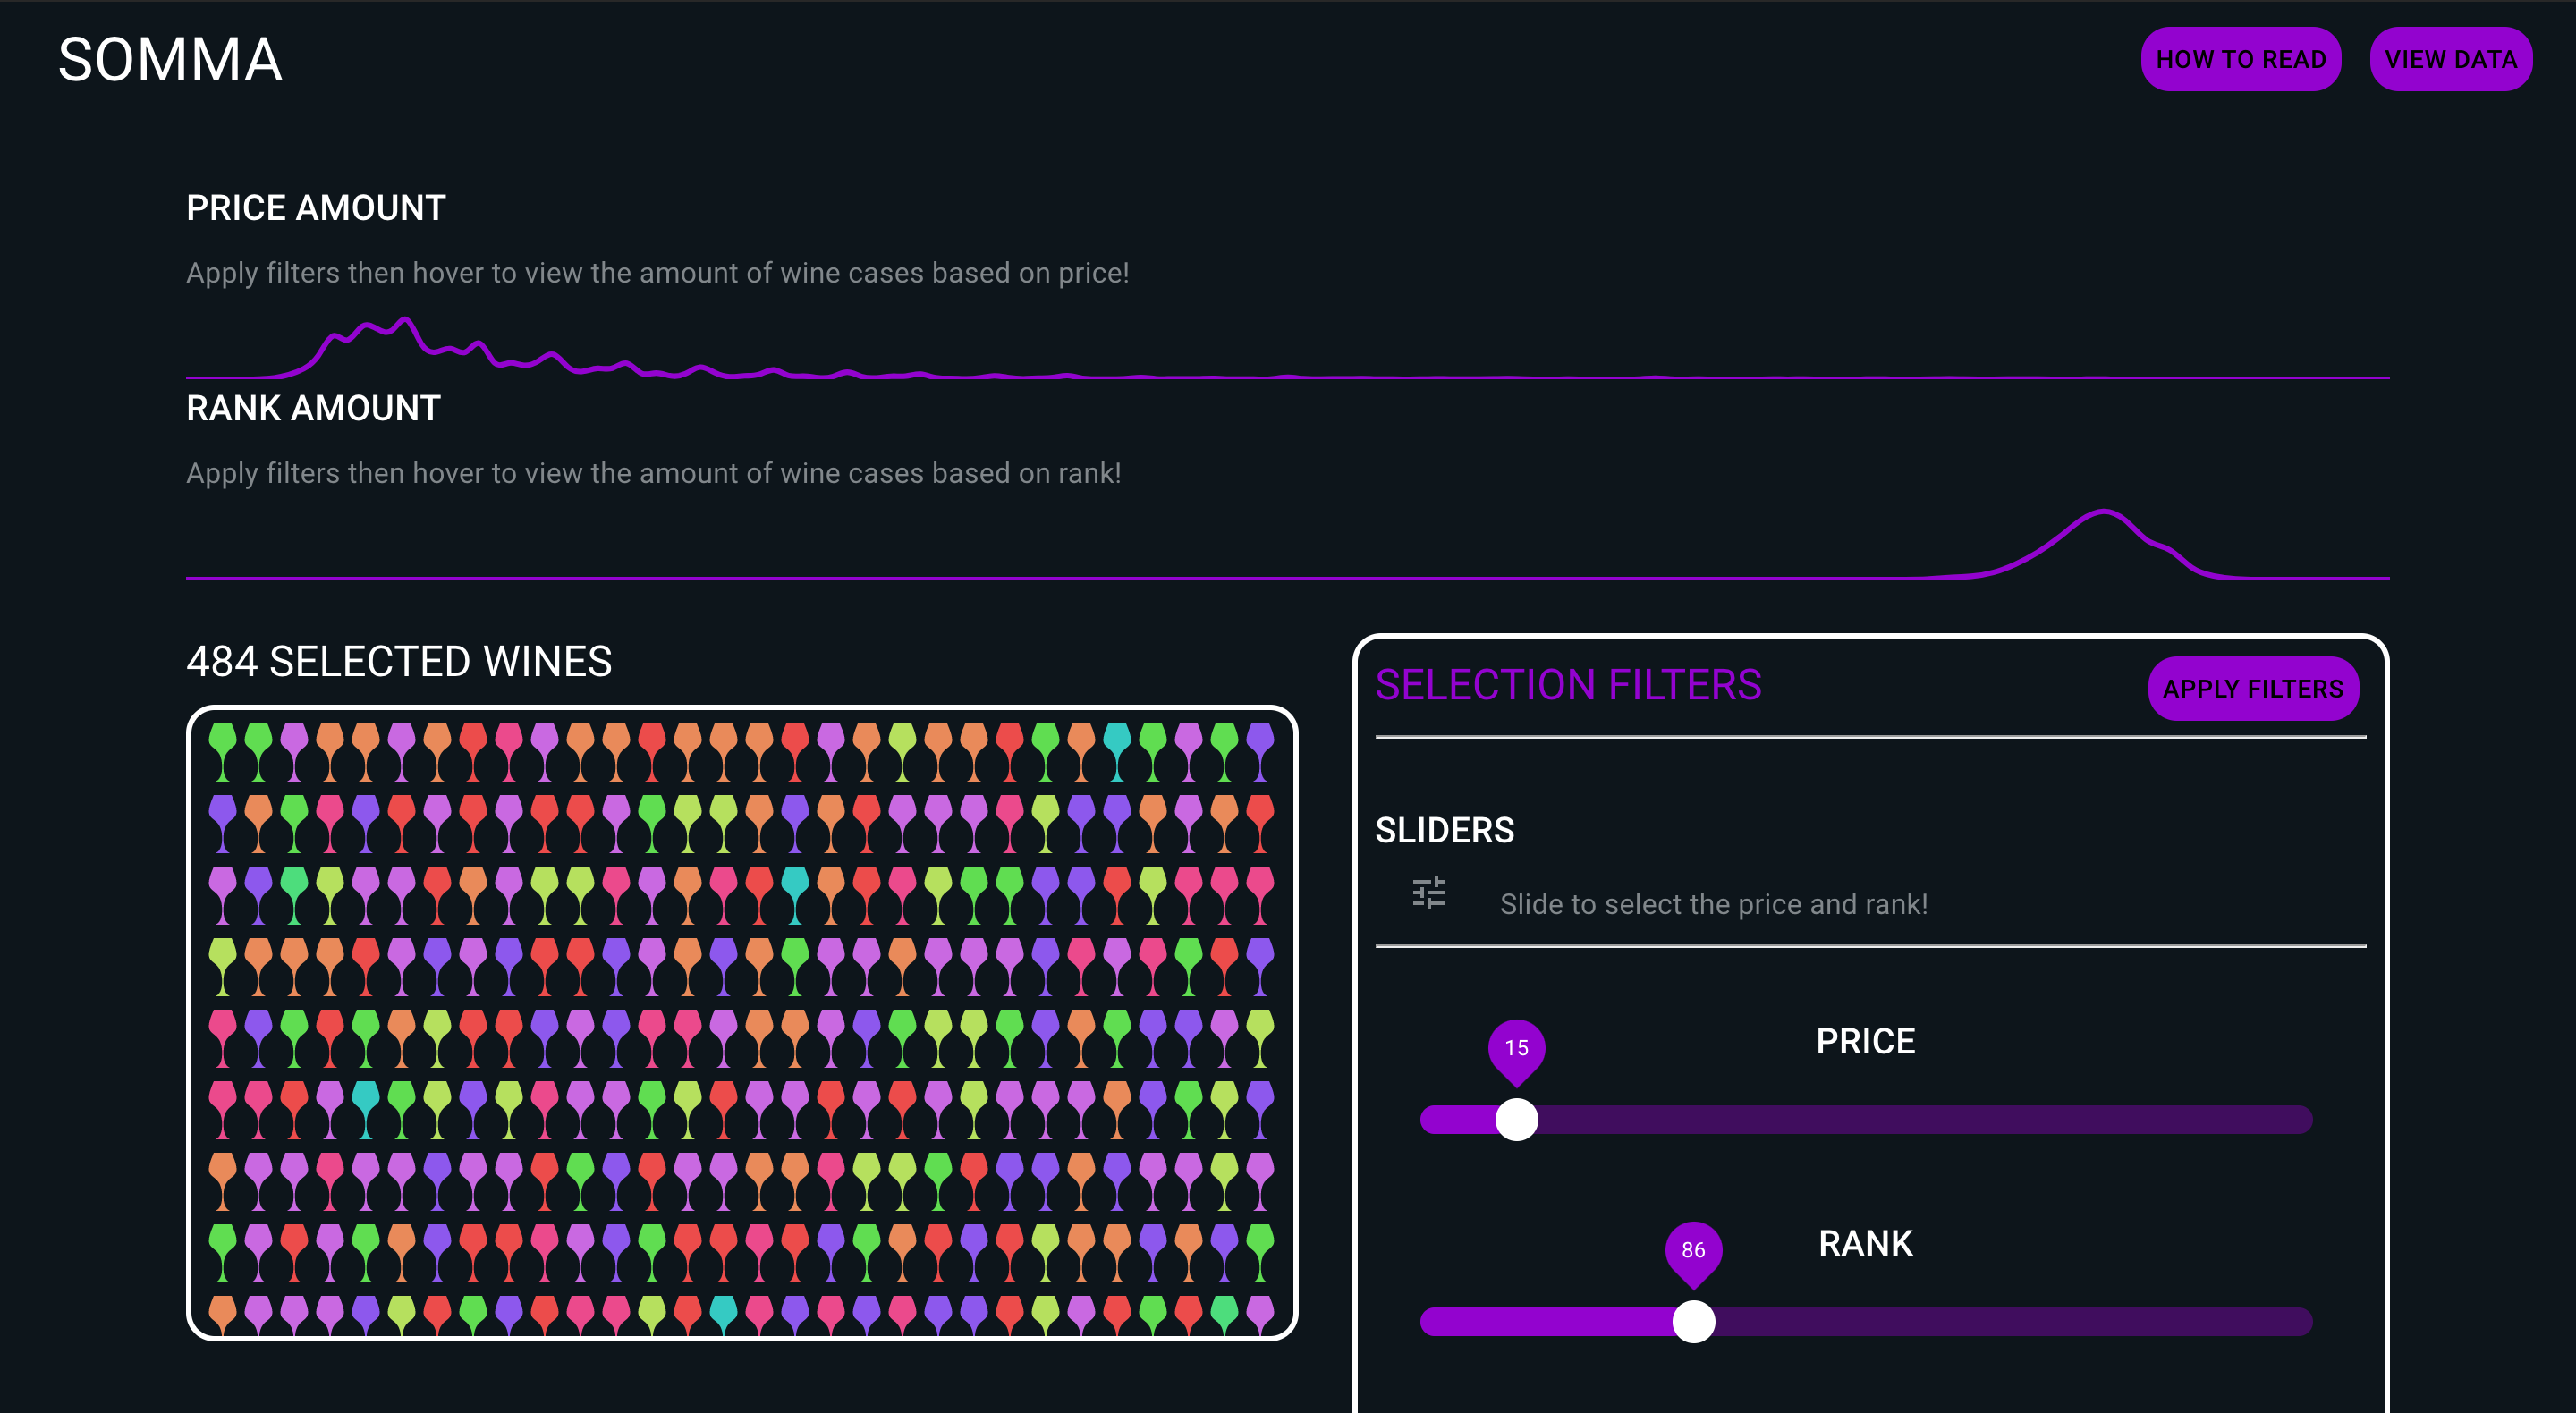 SOMMA
HOW TO READ
VIEW DATA
PRICE AMOUNT
Apply filters then hover to view the amount of wine cases based on price!
RANK AMOUNT
Apply filters then hover to view the amount of wine cases based on rank!
484 SELECTED WINES
SELECTION FILTERS
APPLY FILTERS
SLIDERS
Slide to select the price and rank!
PRICE
15
RANK
86